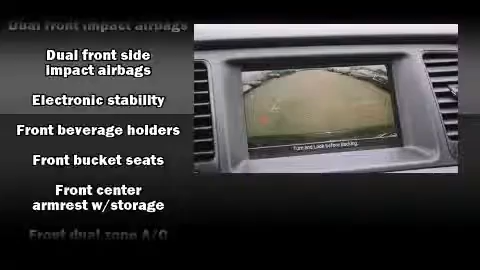 Dual front impact airbags
Dual front side
impact airbags
Electronic stability
Front beverage holders
Front bucket seats
Front center
armrest w/storage
Front dual zone A/C
Turn and Look before Backing.